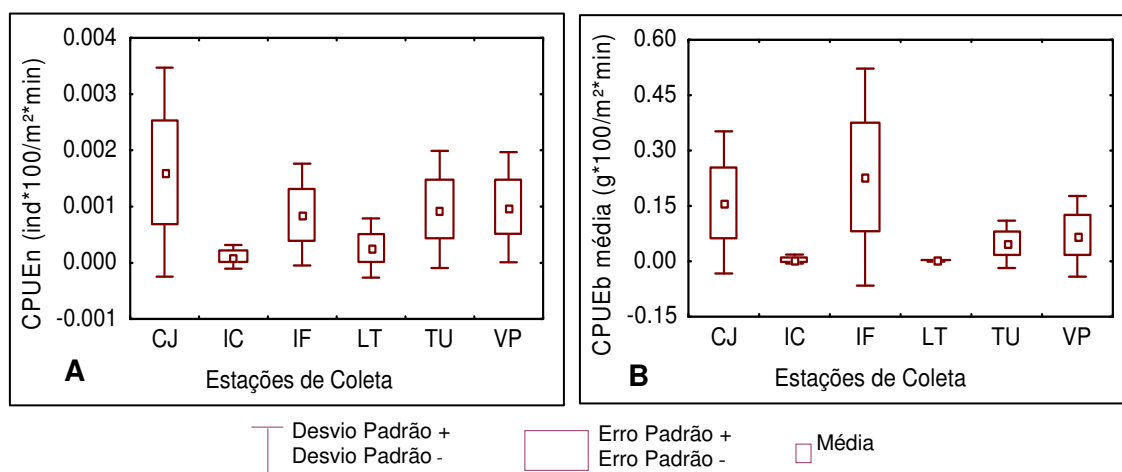 0.004
0.003
0.002
0.001
0.000
-0.001
CPUEn (ind*100/m²*min)
CJ IC IF LT TU VP
A
Estações de Coleta
0.60
0.45
0.30
0.15
0.00
-0.15
CPUEb média (g*100/m²*min)
CJ IC IF LT TU VP
B
Estações de Coleta
Desvio Padrão +
Desvio Padrão -
Erro Padrão +
Erro Padrão -
Média